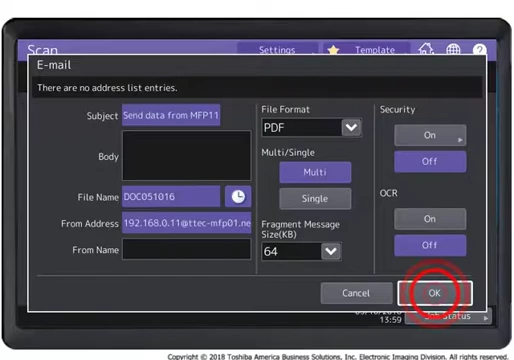 Scan
Settings
Template
?
E-mail
There are no address list entries.
Subject
Send data from MFP11
Body
File Name
DOC051016
From Address
192.168.0.11@ttec-mfp01.ne
From Name
File Format
PDF
Multi/Single
Multi
Single
Fragment Message
Size(KB)
64
Security
On
Off
OCR
On
Off
Cancel
OK
13:59
Status
Copyright © 2018 Toshiba America Business Solutions, Inc. Electronic Imaging Division. All rights reserved.